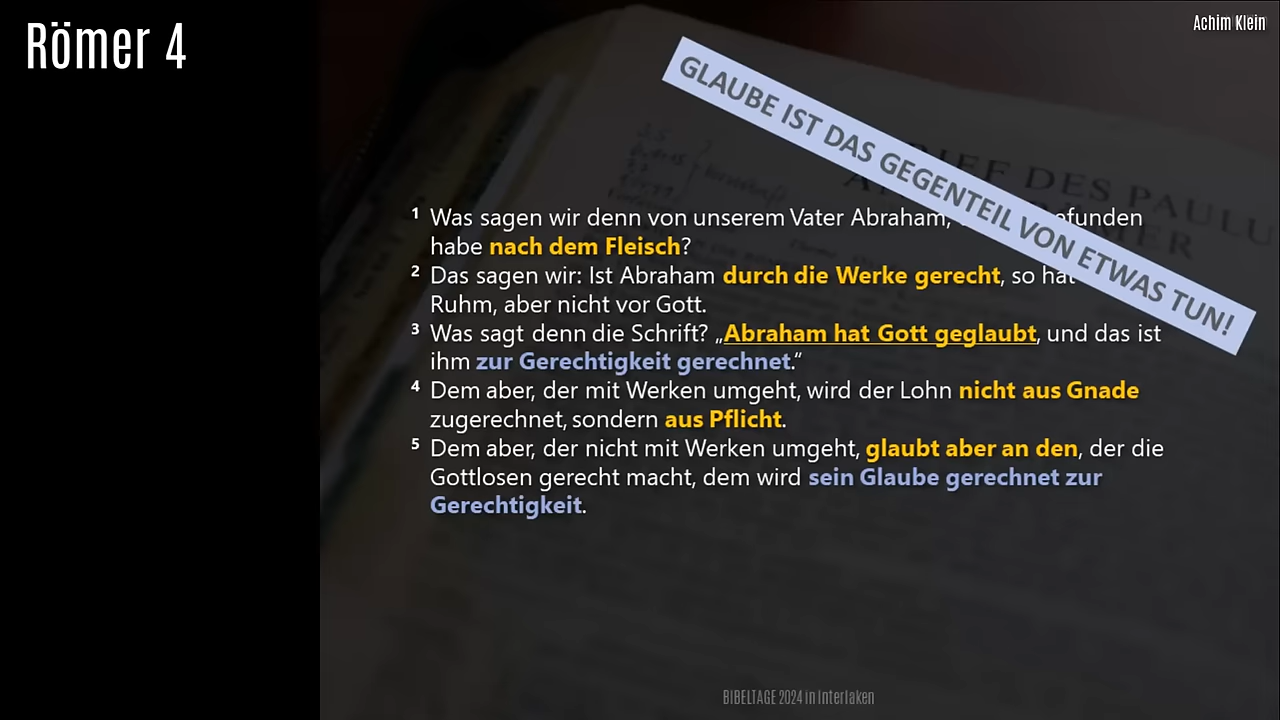 Römer 4
Achim Klein
GLAUBE IST DAS GEGENTEIL VON ETWAS TUN!
1 Was sagen wir denn von unserem Vater Abraham, efunden
habe nach dem Fleisch?
2 Das sagen wir: Ist Abraham durch die Werke gerecht, so hat
Ruhm, aber nicht vor Gott.
3 Was sagt denn die Schrift? „Abraham hat Gott geglaubt, und das ist
ihm zur Gerechtigkeit gerechnet.“
4 Dem aber, der mit Werken umgeht, wird der Lohn nicht aus Gnade
zugerechnet, sondern aus Pflicht.
5 Dem aber, der nicht mit Werken umgeht, glaubt aber an den, der die
Gottlosen gerecht macht, dem wird sein Glaube gerechnet zur
Gerechtigkeit.
BIBELTAGE 2024 in Interlaken